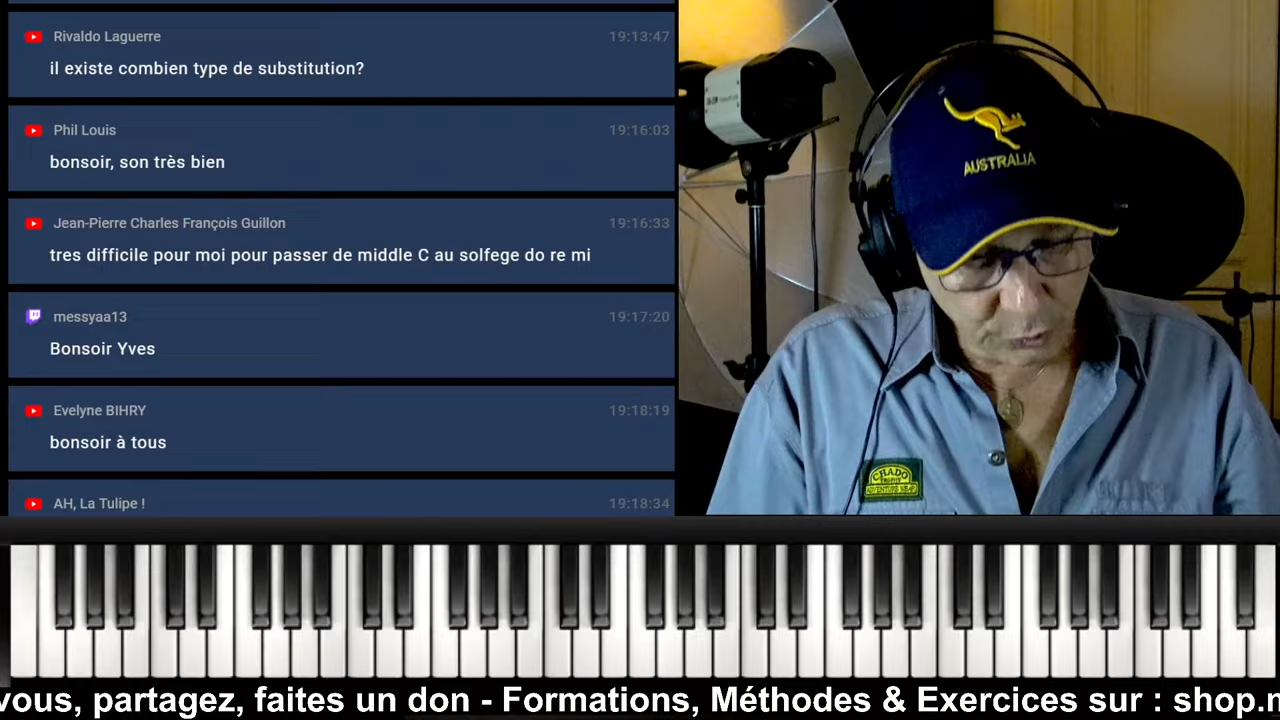 Rivaldo Laguerre 19:13:47
il existe combien type de substitution?
Phil Louis 19:16:03
bonsoir, son très bien
Jean-Pierre Charles François Guillon 19:16:33
tres difficile pour moi pour passer de middle C au solfege do re mi
messyaa13 19:17:20
Bonsoir Yves
Evelyne BIHRY 19:18:19
bonsoir à tous
AH, La Tulipe ! 19:18:34
AUSTRALIA
CHADO
vous, partagez, faites un don - Formations, Méthodes & Exercices sur : shop.